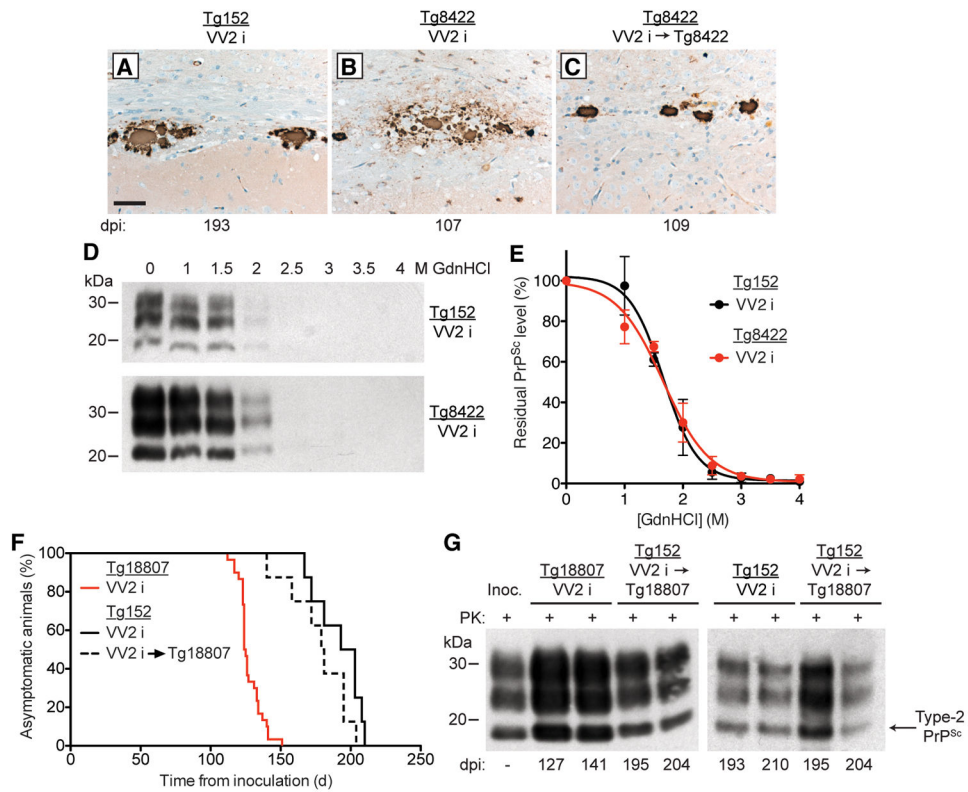 Tg152 Tg8422 Tg8422
VV2 i VV2 i VV2 i → Tg8422
A B C
dpi: 193 107 109
D
0 1 1.5 2 2.5 3 3.5 4 M GdnHCl
kDa
30
20
Tg152
VV2 i
30
20
Tg8422
VV2 i
E
Residual PrPSc level (%)
100
80
60
40
20
0
0 1 2 3 4
[GdnHCl] (M)
Tg152
VV2 i
Tg8422
VV2 i
F
Asymptomatic animals (%)
100
80
60
40
20
0
0 50 100 150 200 250
Time from inoculation (d)
Tg18807
VV2 i
Tg152
VV2 i
VV2 i → Tg18807
G
Inoc.
Tg18807
VV2 i
Tg152
VV2 i →
Tg18807
Tg152
VV2 i
Tg152
VV2 i →
Tg18807
PK: + + + + + + + + +
kDa
30
20
Type-2
PrPSc
dpi: - 127 141 195 204 193 210 195 204